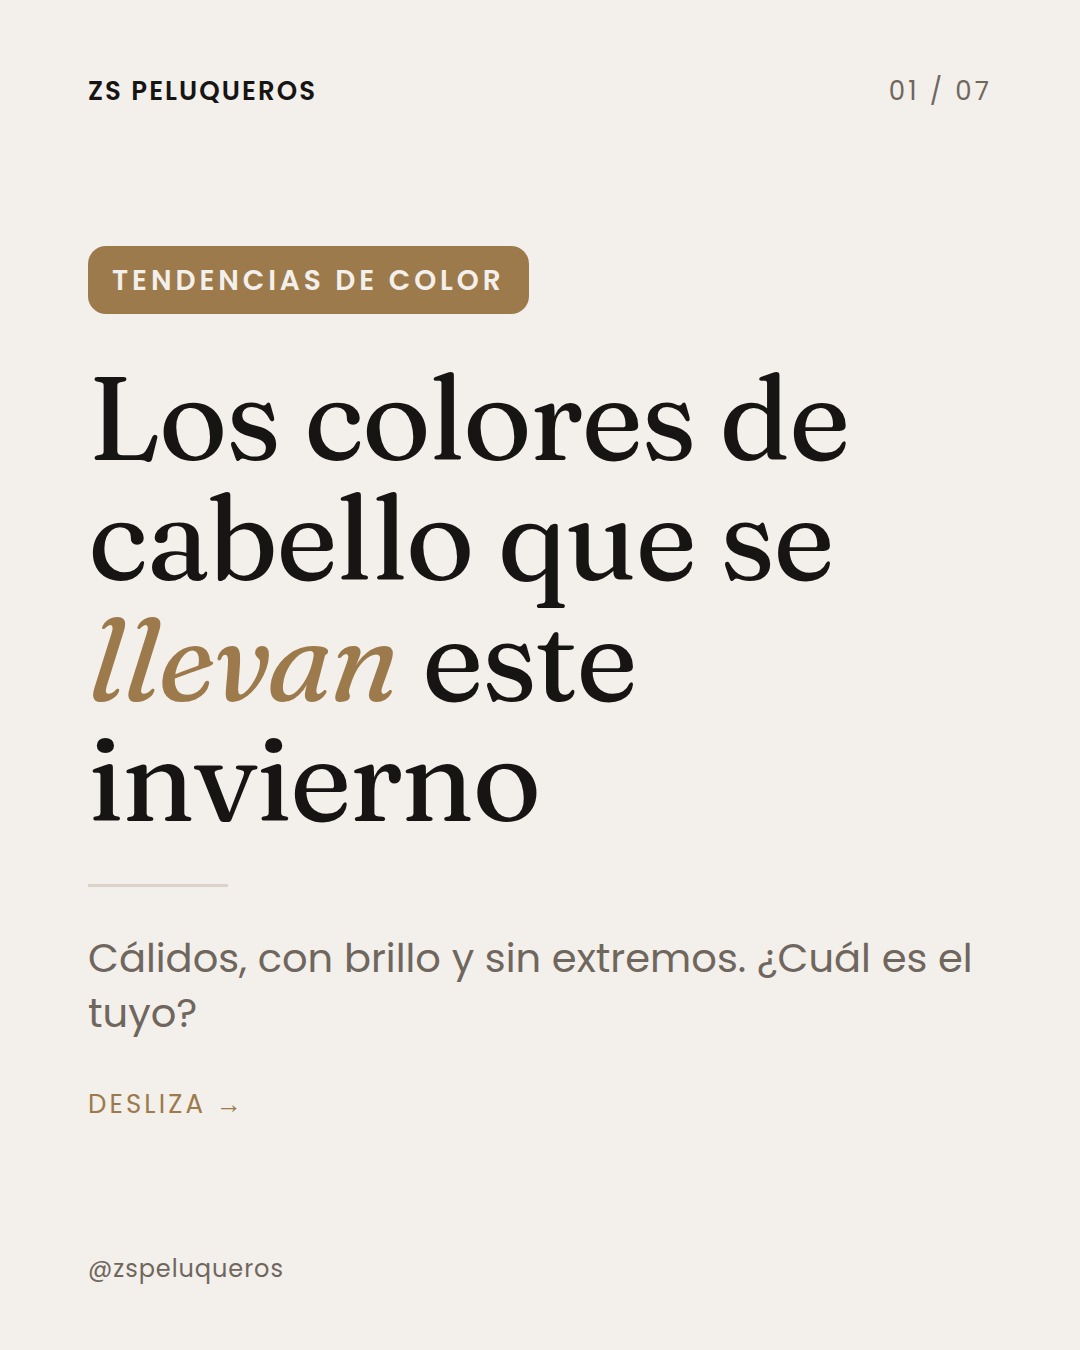 ZS PELUQUEROS
01 / 07
TENDENCIAS DE COLOR
Los colores de
cabello que se
llevan este
invierno
Cálidos, con brillo y sin extremos. ¿Cuál es el
tuyo?
DESLIZA →
@zspeluqueros